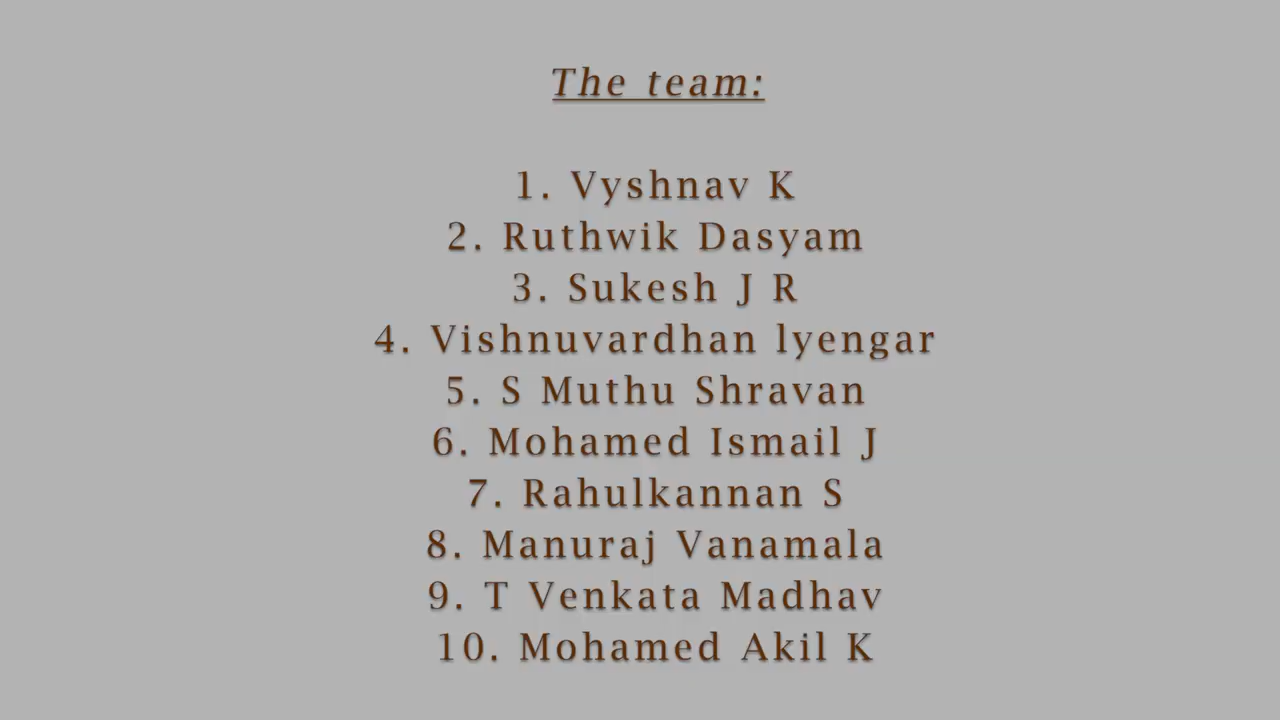 The team:
1. Vyshnav K
2. Ruthwik Dasyam
3. Sukesh J R
4. Vishnuvardhan lyengar
5. S Muthu Shravan
6. Mohamed Ismail J
7. Rahulkannan S
8. Manuraj Vanamala
9. T Venkata Madhav
10. Mohamed Akil K